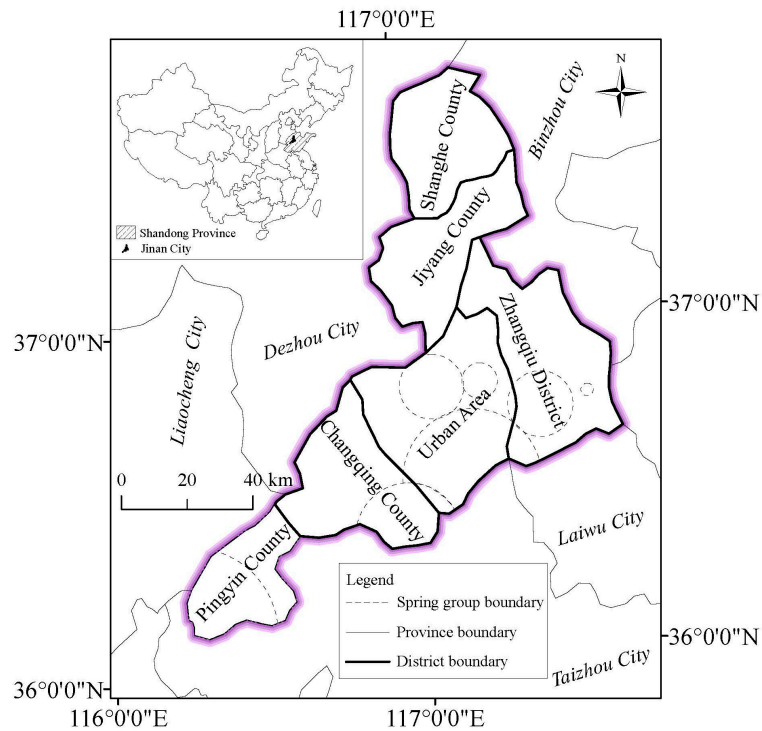 117°0'0"E
N
Binzhou City
Shanghe County
Shandong Province
Jinan City
Jiyang County
37°0'0"N
Zhangqiu District
37°0'0"N
Dezhou City
Liaocheng City
Urban Area
Changqing County
0 20 40 km
Laiwu City
Pingyin County
Legend
Spring group boundary
Province boundary
District boundary
36°0'0"N
Taizhou City
36°0'0"N
116°0'0"E
117°0'0"E